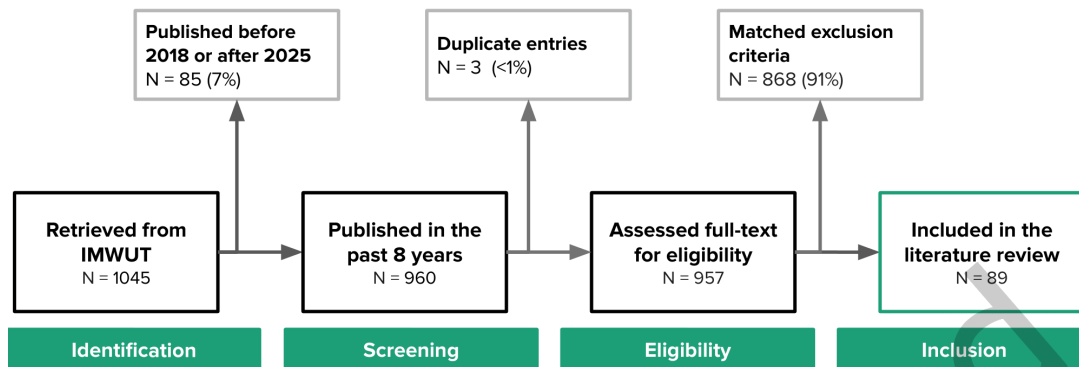 Published before
2018 or after 2025
N = 85 (7%)
Duplicate entries
N = 3 (<1%)
Matched exclusion
criteria
N = 868 (91%)
Retrieved from
IMWUT
N = 1045
Published in the
past 8 years
N = 960
Assessed full-text
for eligibility
N = 957
Included in the
literature review
N = 89
Identification
Screening
Eligibility
Inclusion